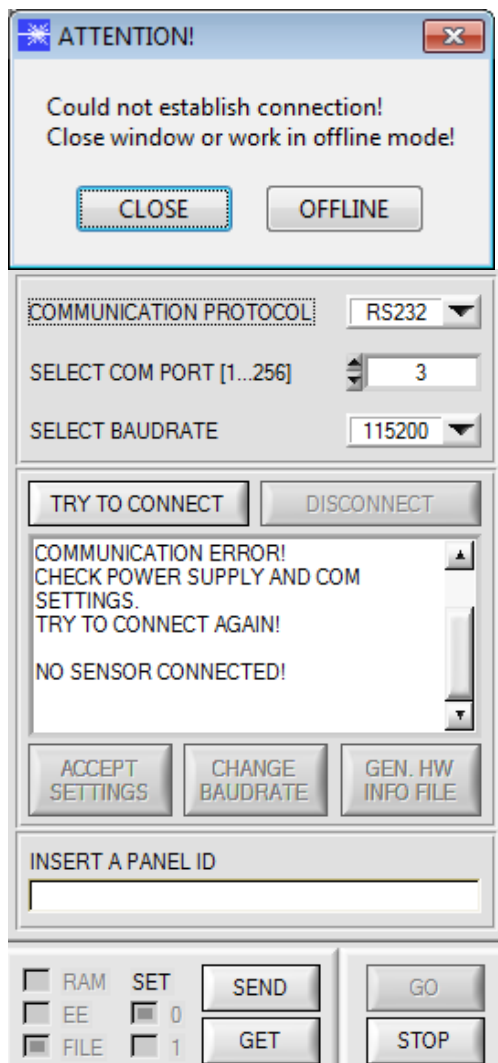 ATTENTION!
Could not establish connection!
Close window or work in offline mode!
CLOSE OFFLINE
COMMUNICATION PROTOCOL RS232
SELECT COM PORT [1...256] 3
SELECT BAUDRATE 115200
TRY TO CONNECT DISCONNECT
COMMUNICATION ERROR!
CHECK POWER SUPPLY AND COM
SETTINGS.
TRY TO CONNECT AGAIN!
NO SENSOR CONNECTED!
ACCEPT SETTINGS CHANGE BAUDRATE GEN. HW INFO FILE
INSERT A PANEL ID
RAM SET SEND GO
EE 0
FILE 1 GET STOP